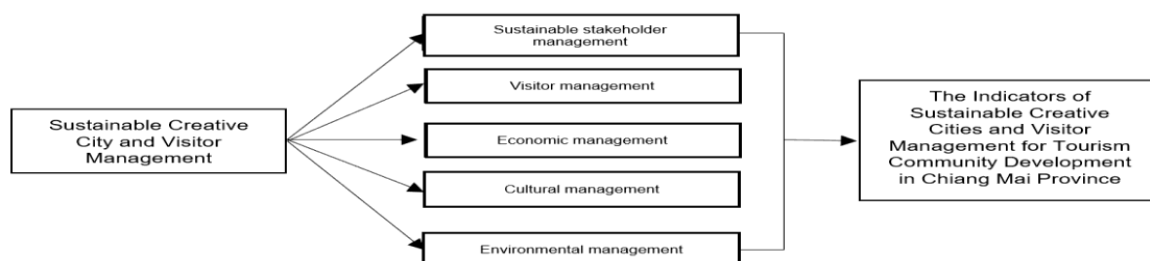 Sustainable Creative
City and Visitor
Management
Sustainable stakeholder
management
Visitor management
Economic management
Cultural management
Environmental management
The Indicators of
Sustainable Creative
Cities and Visitor
Management for Tourism
Community Development
in Chiang Mai Province